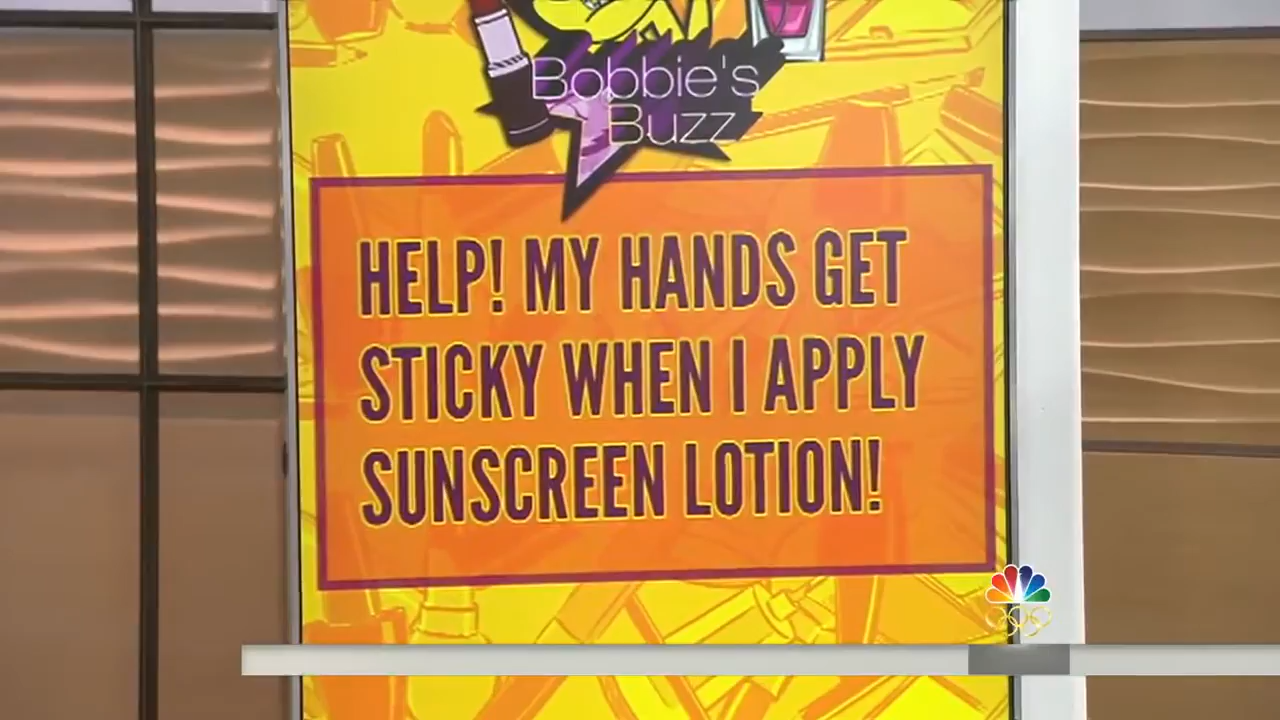 Bobbie's
Buzz
HELP! MY HANDS GET
STICKY WHEN I APPLY
SUNSCREEN LOTION!